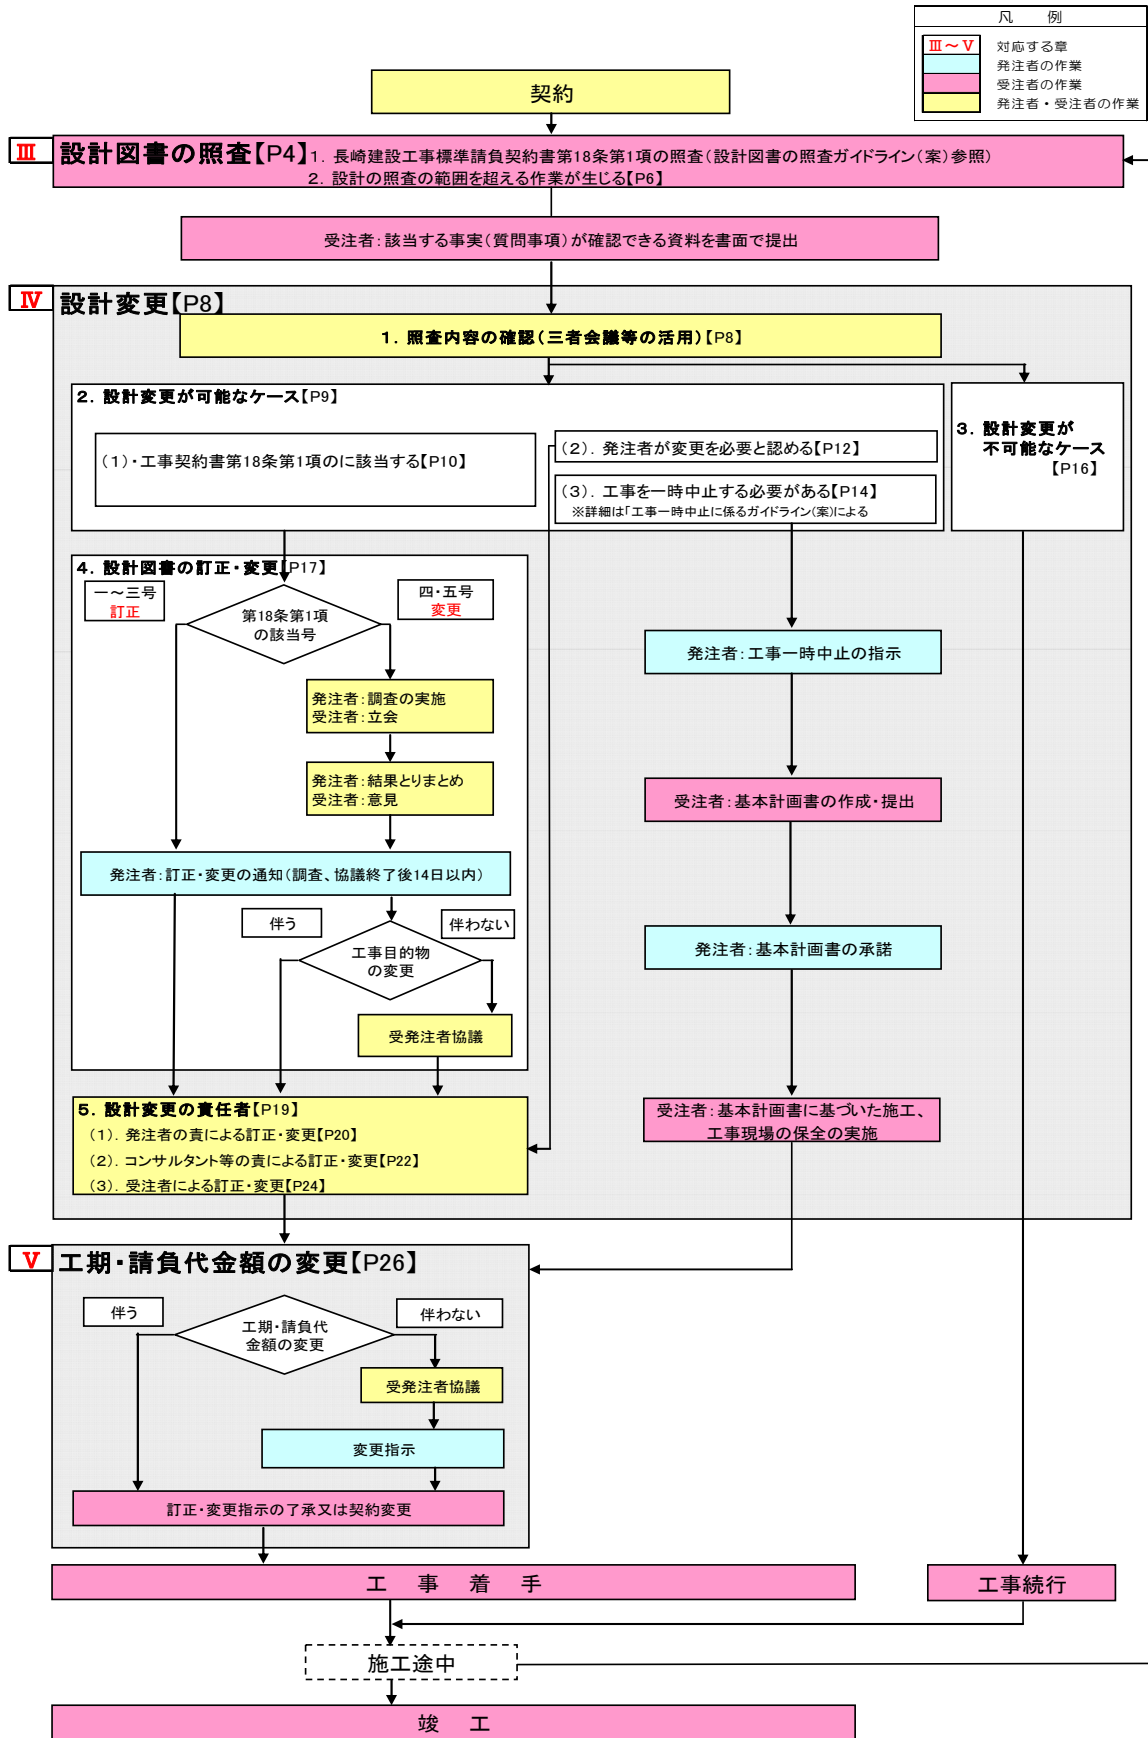 凡　例
Ⅲ～Ⅴ 対応する章
発注者の作業
受注者の作業
発注者・受注者の作業
契約
Ⅲ 設計図書の照査【P4】1．長崎建設工事標準請負契約書第18条第1項の照査（設計図書の照査ガイドライン（案）参照）
2．設計の照査の範囲を超える作業が生じる【P6】
受注者：該当する事実（質問事項）が確認できる資料を書面で提出
Ⅳ 設計変更【P8】
1．照査内容の確認（三者会議等の活用）【P8】
2．設計変更が可能なケース【P9】
（1）・工事契約書第18条第1項のに該当する【P10】
（2）．発注者が変更を必要と認める【P12】
（3）．工事を一時中止する必要がある【P14】
※詳細は「工事一時中止に係るガイドライン（案）による
3．設計変更が
不可能なケース
【P16】
4．設計図書の訂正・変更【P17】
一～三号
訂正
第18条第1項
の該当号
四・五号
変更
発注者：調査の実施
受注者：立会
発注者：結果とりまとめ
受注者：意見
発注者：訂正・変更の通知（調査、協議終了後14日以内）
伴う
伴わない
工事目的物
の変更
受発注者協議
発注者：工事一時中止の指示
受注者：基本計画書の作成・提出
発注者：基本計画書の承諾
受注者：基本計画書に基づいた施工、
工事現場の保全の実施
5．設計変更の責任者【P19】
（1）．発注者の責による訂正・変更【P20】
（2）．コンサルタント等の責による訂正・変更【P22】
（3）．受注者による訂正・変更【P24】
Ⅴ 工期・請負代金額の変更【P26】
伴う
伴わない
工期・請負代
金額の変更
受発注者協議
変更指示
訂正・変更指示の了承又は契約変更
工　事　着　手
工事続行
施工途中
竣　工